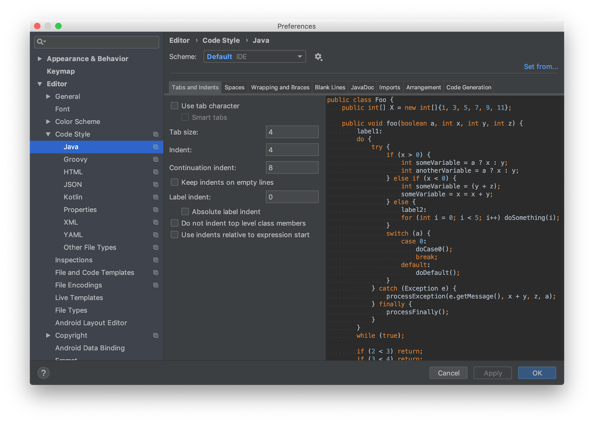 Preferences
Appearance & Behavior
Keymap
Editor
General
Font
Color Scheme
Code Style
Java
Groovy
HTML
JSON
Kotlin
Properties
XML
YAML
Other File Types
Inspections
File and Code Templates
File Encodings
Live Templates
File Types
Android Layout Editor
Copyright
Android Data Binding
Emmet
Editor › Code Style › Java
Scheme: Default IDE
Set from...
Tabs and Indents Spaces Wrapping and Braces Blank Lines JavaDoc Imports Arrangement Code Generation
Use tab character
Smart tabs
Tab size: 4
Indent: 4
Continuation indent: 8
Keep indents on empty lines
Label indent: 0
Absolute label indent
Do not indent top level class members
Use indents relative to expression start
public class Foo {
public int[] X = new int[]{1, 3, 5, 7, 9, 11};
public void foo(boolean a, int x, int y, int z) {
label1:
do {
try {
if (x > 0) {
int someVariable = a ? x : y;
int anotherVariable = a ? x : y;
} else if (x < 0) {
int someVariable = (y + z);
someVariable = x = x + y;
} else {
label2:
for (int i = 0; i < 5; i++) doSomething(i);
}
switch (a) {
case 0:
doCase0();
break;
default:
doDefault();
}
} catch (Exception e) {
processException(e.getMessage(), x + y, z, a);
} finally {
processFinally();
}
}
while (true);
if (2 < 3) return;
if (3 < 4) return;
?
Cancel Apply OK